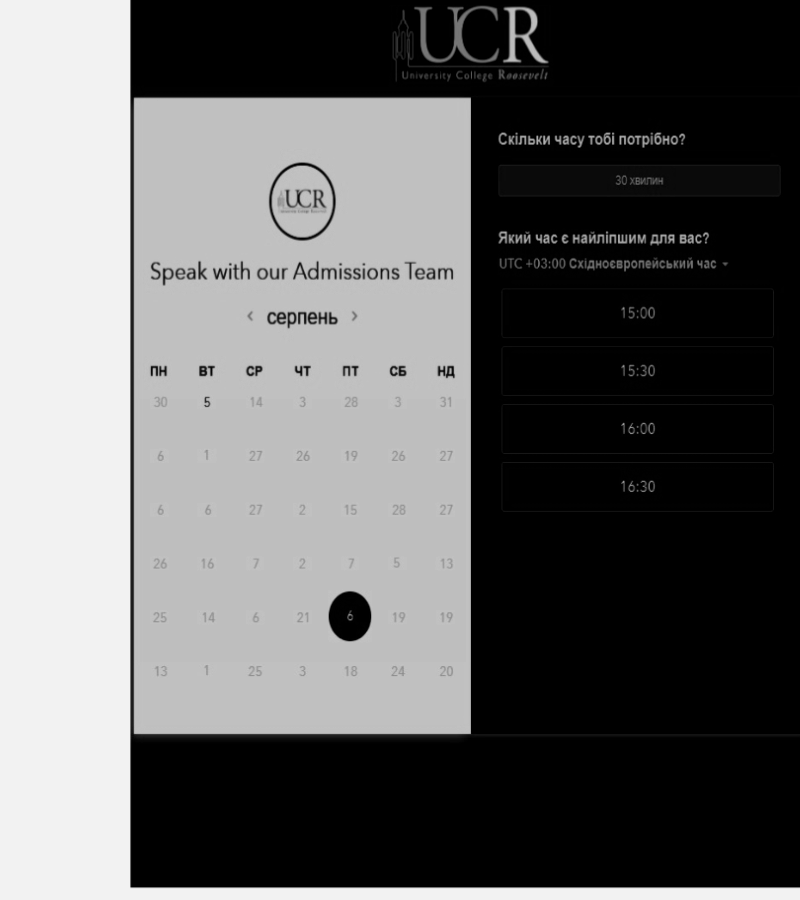 UCR
University College Roosevelt
UCR
University College Roosevelt
Speak with our Admissions Team
серпень
ПН ВТ СР ЧТ ПТ СБ НД
30 5 14 3 28 3 31
6 1 27 26 19 26 27
6 6 27 2 15 28 27
26 16 7 2 7 5 13
25 14 6 21 6 19 19
13 1 25 3 18 24 20
Скільки часу тобі потрібно?
30 хвилин
Який час є найліпшим для вас?
UTC +03:00 Східноєвропейський час
15:00
15:30
16:00
16:30